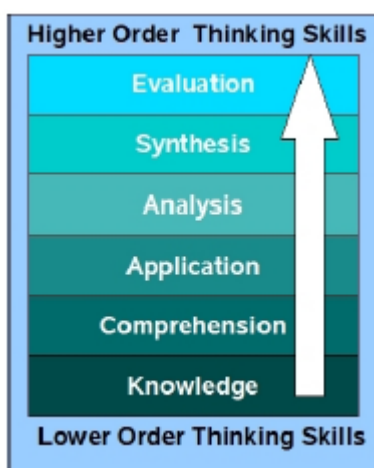 Higher Order Thinking Skills
Evaluation
Synthesis
Analysis
Application
Comprehension
Knowledge
Lower Order Thinking Skills